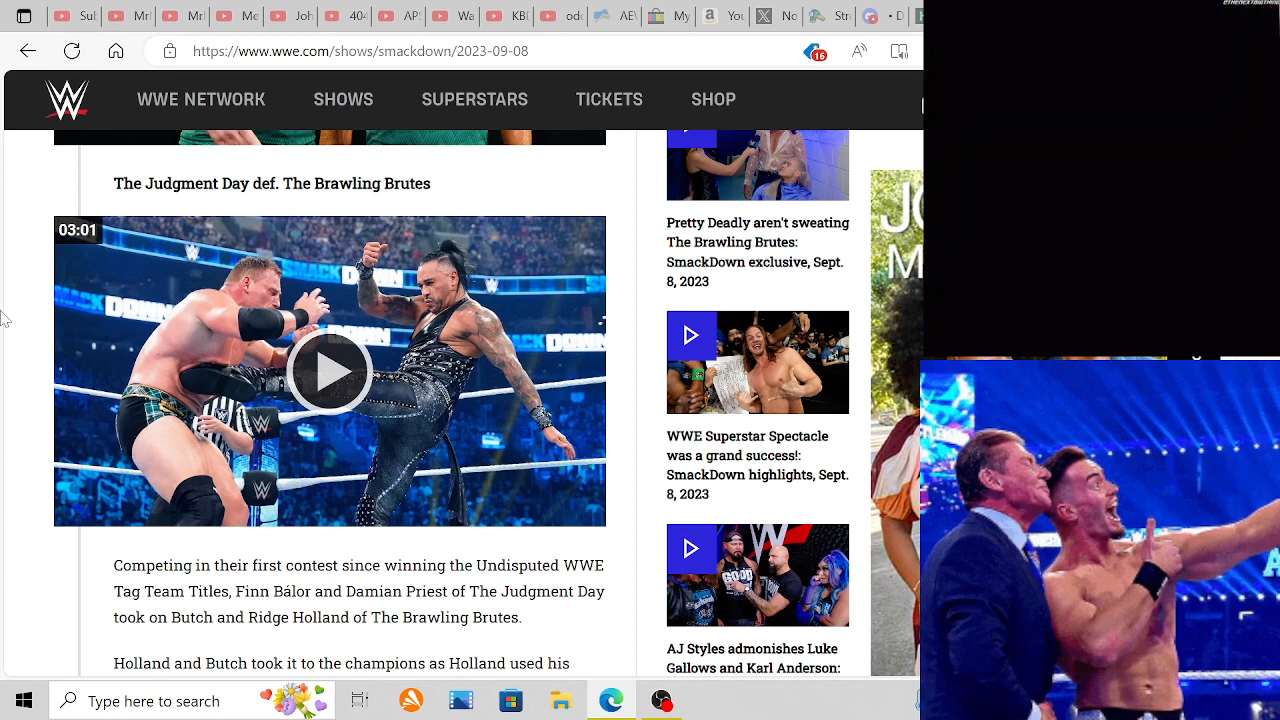 https://www.wwe.com/shows/smackdown/2023-09-08
16
WWE NETWORK
SHOWS
SUPERSTARS
TICKETS
SHOP
The Judgment Day def. The Brawling Brutes
03:01
Competing in their first contest since winning the Undisputed WWE
Tag Team Titles, Finn Bálor and Damian Priest of The Judgment Day
took on Butch and Ridge Holland of The Brawling Brutes.
Holland and Butch took it to the champions as Holland used his
Pretty Deadly aren't sweating
The Brawling Brutes:
SmackDown exclusive, Sept.
8, 2023
WWE Superstar Spectacle
was a grand success!:
SmackDown highlights, Sept.
8, 2023
AJ Styles admonishes Luke
Gallows and Karl Anderson:
JO
M
Type here to search